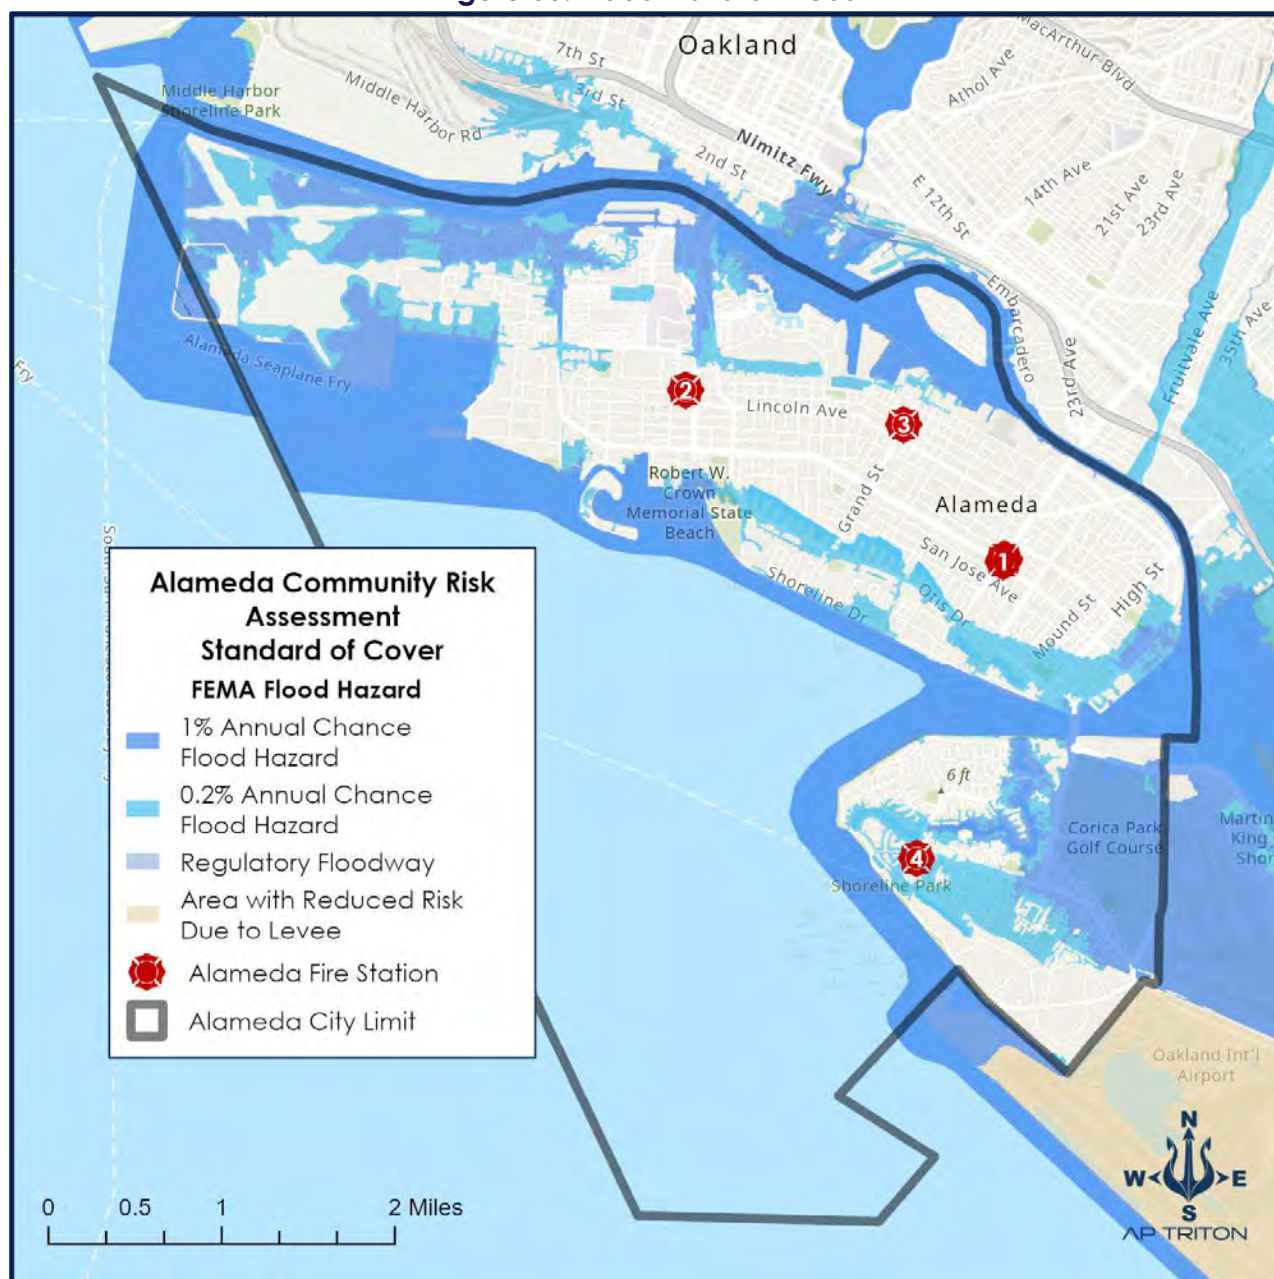 Oakland
7th St
3rd St
2nd St
Middle Harbor
Shoreline Park
Middle Harbor Rd
Nimitz Fwy
MacArthur Blvd
Athol Ave
14th Ave
21st Ave
23rd Ave
E 12th St
Embarcadero
23rd Ave
Fruitvale Ave
35th Ave
Alameda Seaplane Fry
Fry
2
Lincoln Ave
3
Robert W.
Crown
Memorial State
Beach
Grand St
Alameda
1
San Jose Ave
Shoreline Dr
Otis Dr
Mound St
High St
6 ft
Corica Park
Golf Course
Martin
King
Shor
4
Shoreline Park
Oakland Int'l
Airport
Alameda Community Risk
Assessment
Standard of Cover
FEMA Flood Hazard
1% Annual Chance
Flood Hazard
0.2% Annual Chance
Flood Hazard
Regulatory Floodway
Area with Reduced Risk
Due to Levee
Alameda Fire Station
Alameda City Limit
0 0.5 1 2 Miles
N
W E
S
AP TRITON